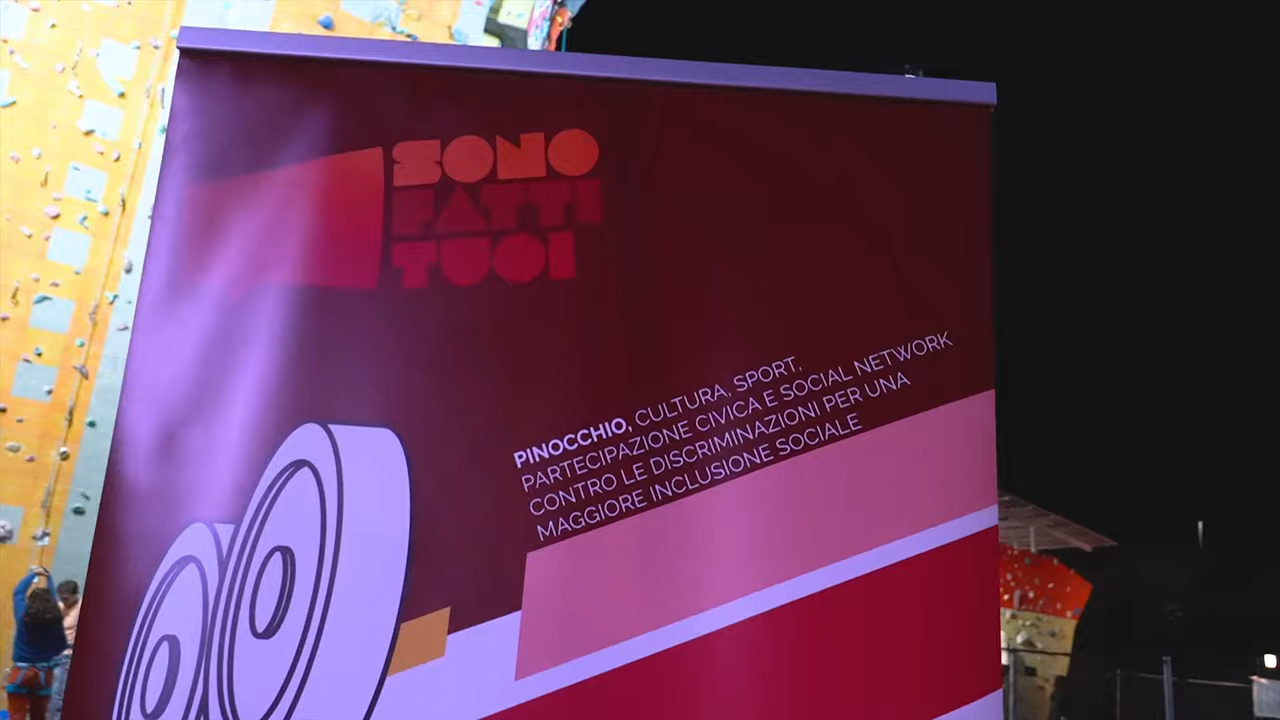 SONO
FATTI
TUOI
PINOCCHIO, CULTURA, SPORT,
PARTECIPAZIONE CIVICA E SOCIAL NETWORK
CONTRO LE DISCRIMINAZIONI PER UNA
MAGGIORE INCLUSIONE SOCIALE